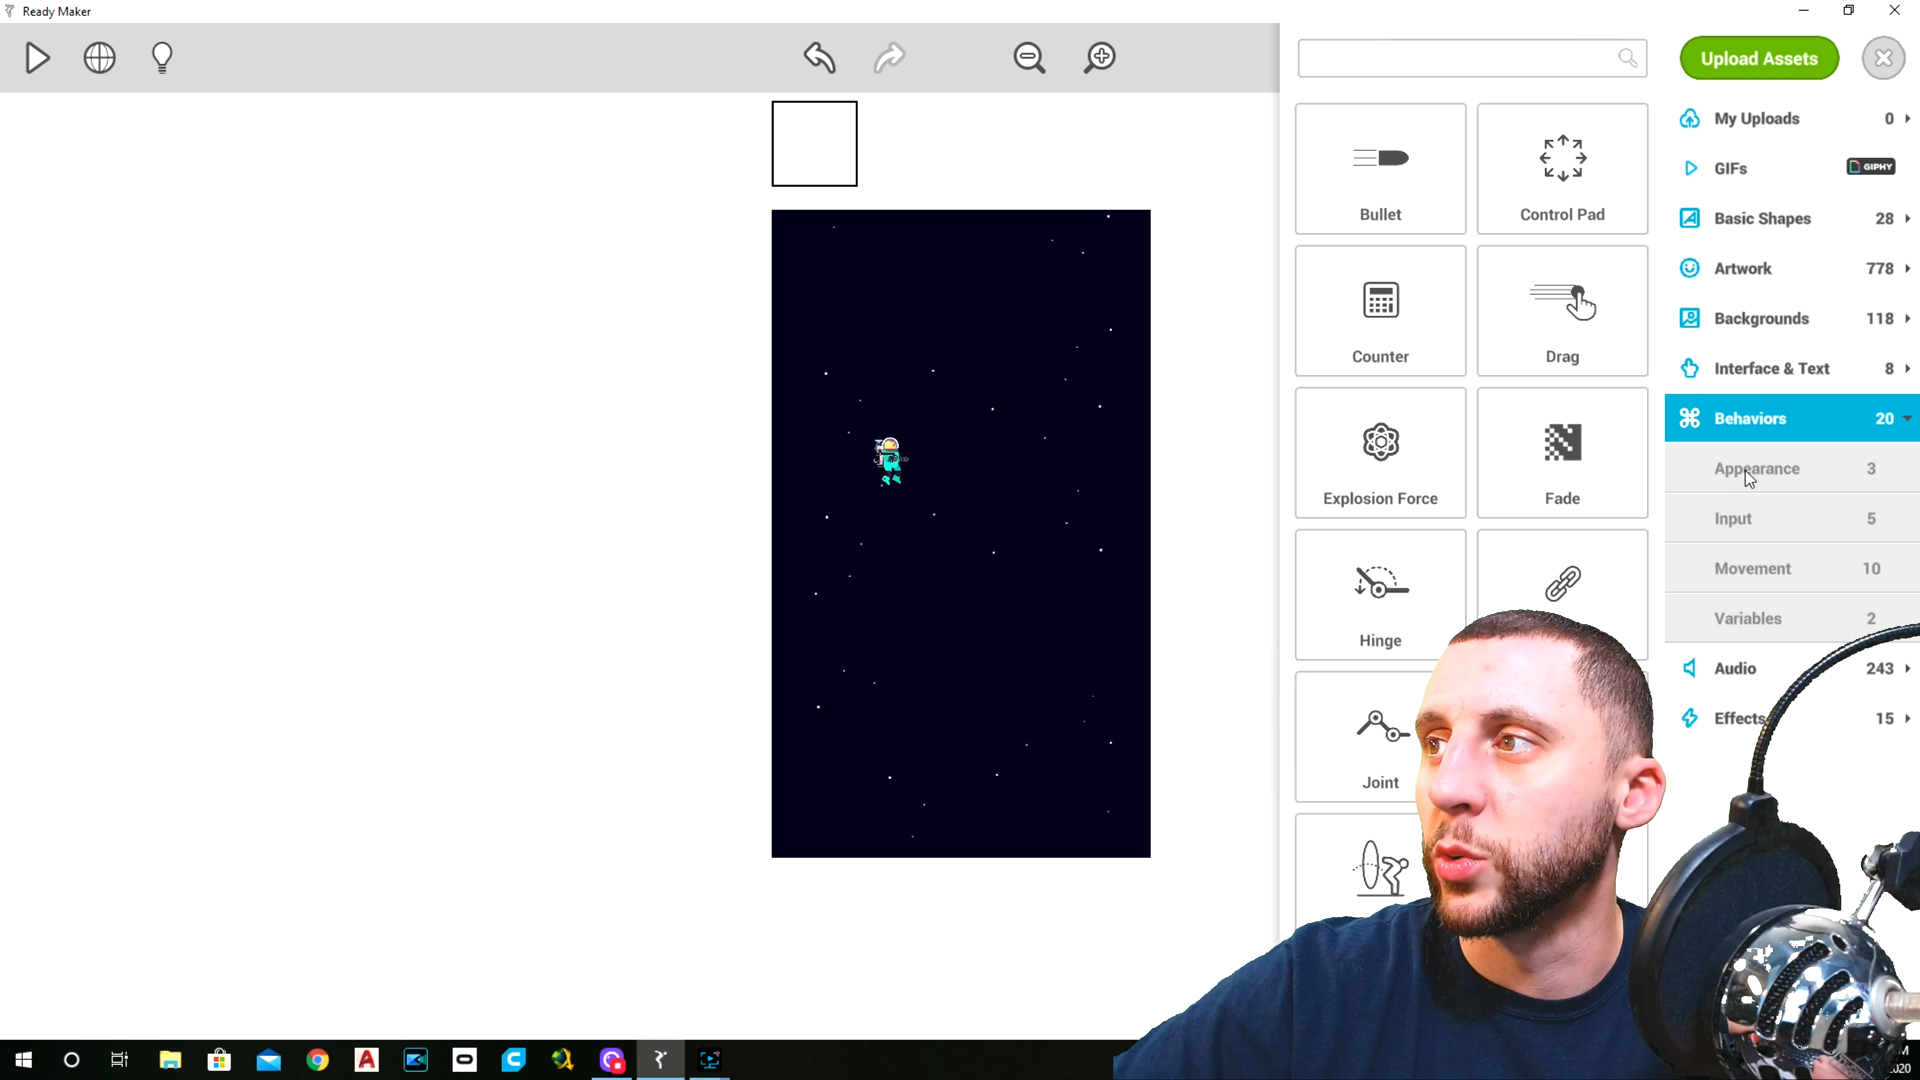 Ready Maker
Upload Assets
My Uploads 0
GIFs GIPHY
Basic Shapes 28
Artwork 778
Backgrounds 118
Interface & Text 8
Behaviors 20
Appearance 3
Input 5
Movement 10
Variables 2
Audio 243
Effects 15
Bullet
Control Pad
Counter
Drag
Explosion Force
Fade
Hinge
Joint